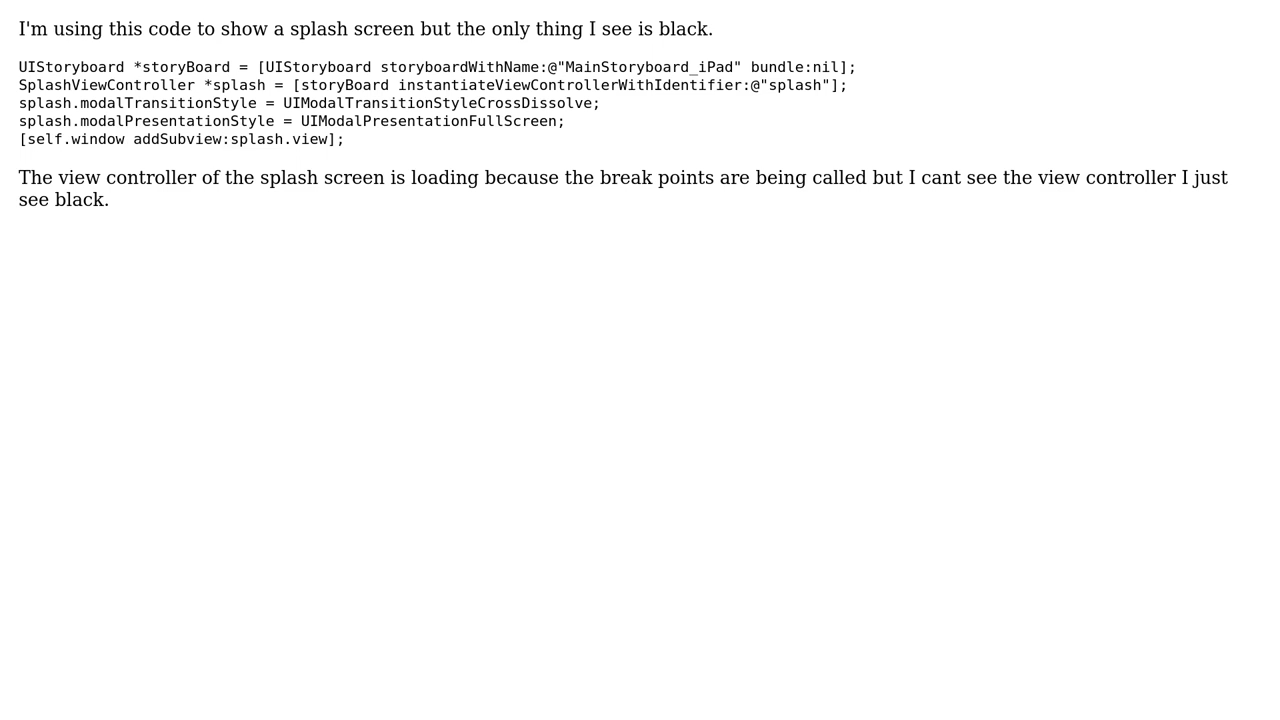 I'm using this code to show a splash screen but the only thing I see is black.
UIStoryboard *storyBoard = [UIStoryboard storyboardWithName:@"MainStoryboard_iPad" bundle:nil];
SplashViewController *splash = [storyBoard instantiateViewControllerWithIdentifier:@"splash"];
splash.modalTransitionStyle = UIModalTransitionStyleCrossDissolve;
splash.modalPresentationStyle = UIModalPresentationFullScreen;
[self.window addSubview:splash.view];
The view controller of the splash screen is loading because the break points are being called but I cant see the view controller I just
see black.